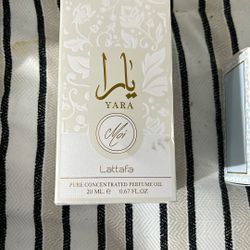 يارا
YARA
Moi
Lattafa
PURE CONCENTRATED PERFUME OIL
20 ML. ℮ 0.67 FL.OZ